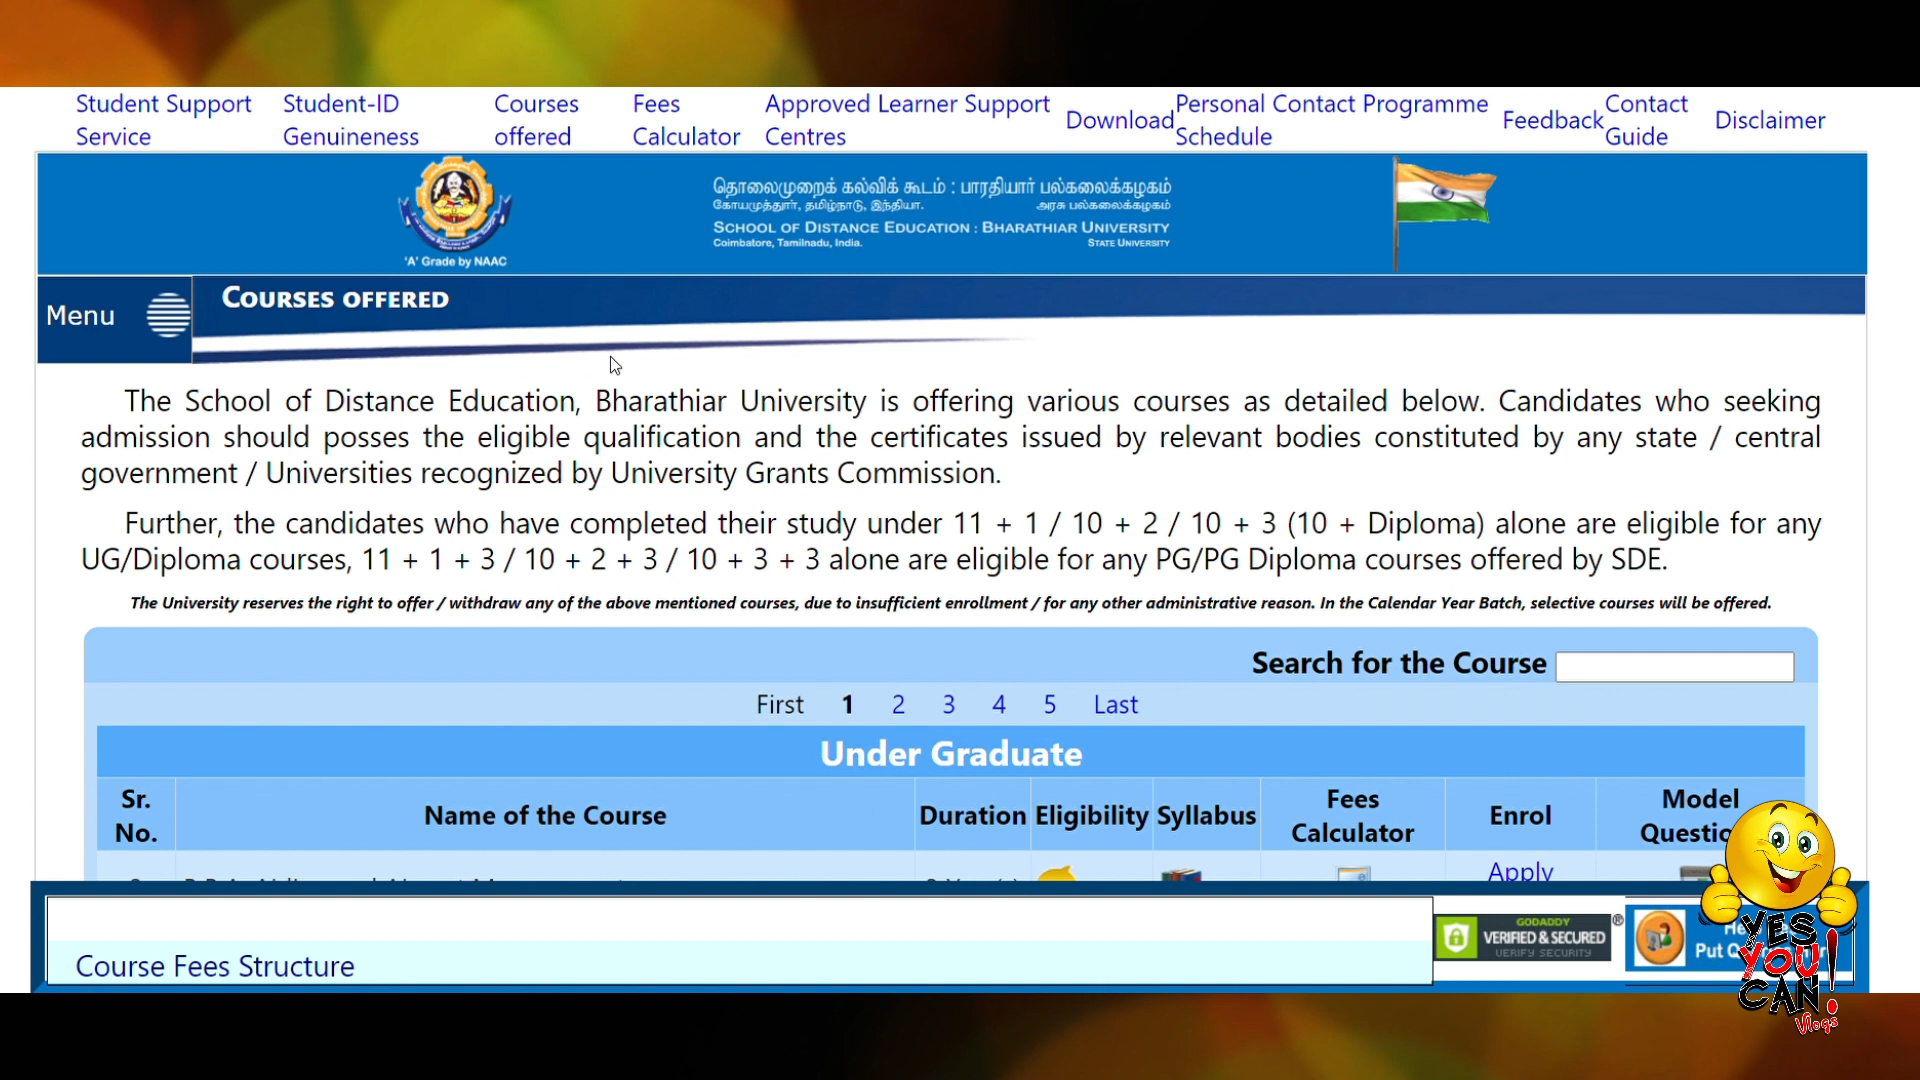 Student Support Service
Student-ID Genuineness
Courses offered
Fees Calculator
Approved Learner Support Centres
Download
Personal Contact Programme Schedule
Feedback
Contact Guide
Disclaimer
'A' Grade by NAAC
தொலைமுறைக் கல்விக் கூடம் : பாரதியார் பல்கலைக்கழகம்
கோயமுத்தூர், தமிழ்நாடு, இந்தியா. அரசு பல்கலைக்கழகம்
SCHOOL OF DISTANCE EDUCATION : BHARATHIAR UNIVERSITY
Coimbatore, Tamilnadu, India. STATE UNIVERSITY
Menu
COURSES OFFERED
The School of Distance Education, Bharathiar University is offering various courses as detailed below. Candidates who seeking
admission should posses the eligible qualification and the certificates issued by relevant bodies constituted by any state / central
government / Universities recognized by University Grants Commission.
Further, the candidates who have completed their study under 11 + 1 / 10 + 2 / 10 + 3 (10 + Diploma) alone are eligible for any
UG/Diploma courses, 11 + 1 + 3 / 10 + 2 + 3 / 10 + 3 + 3 alone are eligible for any PG/PG Diploma courses offered by SDE.
The University reserves the right to offer / withdraw any of the above mentioned courses, due to insufficient enrollment / for any other administrative reason. In the Calendar Year Batch, selective courses will be offered.
Search for the Course
First 1 2 3 4 5 Last
Under Graduate
Sr. No. Name of the Course Duration Eligibility Syllabus Fees Calculator Enrol Model
Apply
Course Fees Structure
GODADDY
VERIFIED & SECURED
VERIFY SECURITY
®
Put
YES
YOU
CAN!
Vlogs